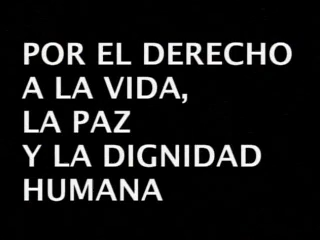 POR EL DERECHO
A LA VIDA,
LA PAZ
Y LA DIGNIDAD
HUMANA